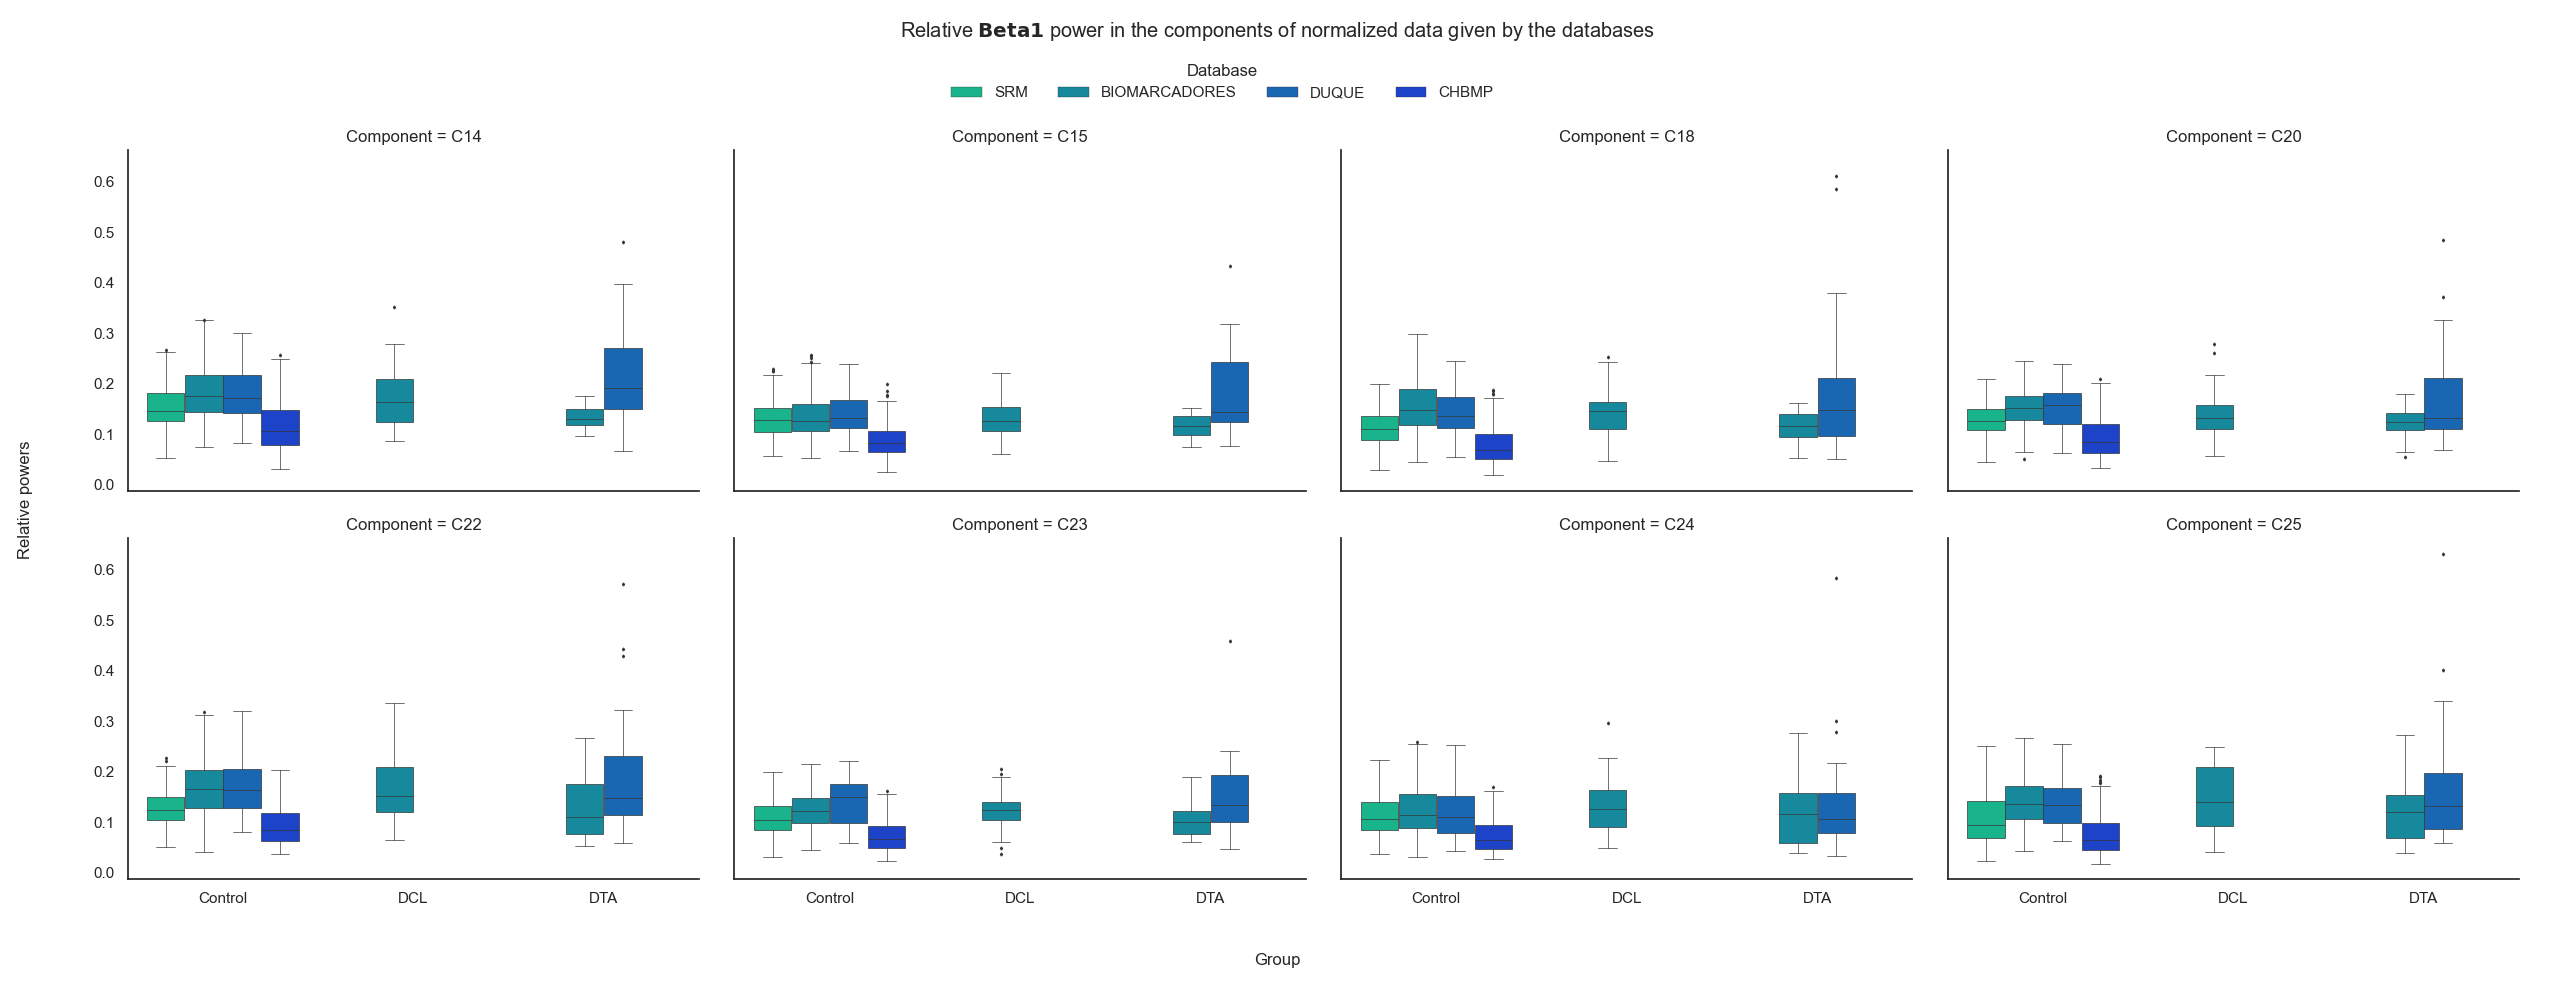 Relative Beta1 power in the components of normalized data given by the databases
Database
SRM BIOMARCADORES DUQUE CHBMP
Component = C14 Component = C15 Component = C18 Component = C20
0.6
0.5
0.4
0.3
0.2
0.1
0.0
Relative powers
Component = C22 Component = C23 Component = C24 Component = C25
0.6
0.5
0.4
0.3
0.2
0.1
0.0
Control DCL DTA Control DCL DTA Control DCL DTA Control DCL DTA
Group